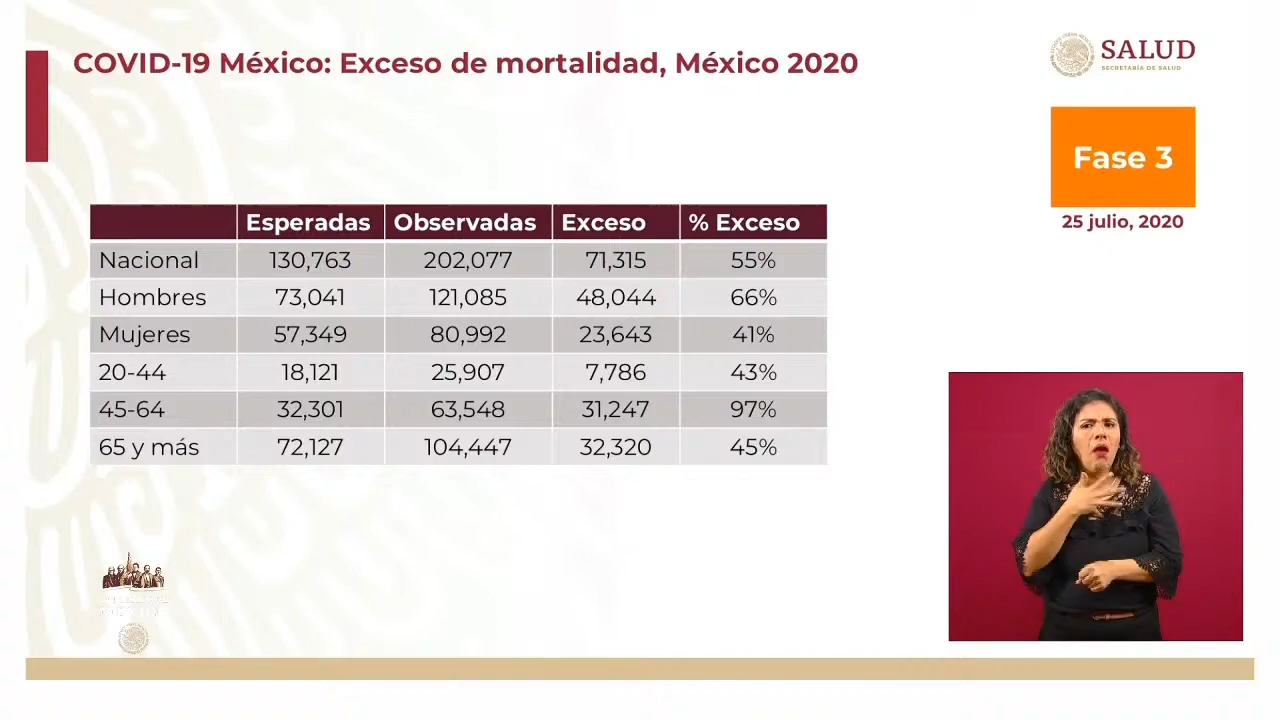 COVID-19 México: Exceso de mortalidad, México 2020
SALUD
SECRETARÍA DE SALUD
Fase 3
25 julio, 2020
Esperadas Observadas Exceso % Exceso
Nacional 130,763 202,077 71,315 55%
Hombres 73,041 121,085 48,044 66%
Mujeres 57,349 80,992 23,643 41%
20-44 18,121 25,907 7,786 43%
45-64 32,301 63,548 31,247 97%
65 y más 72,127 104,447 32,320 45%